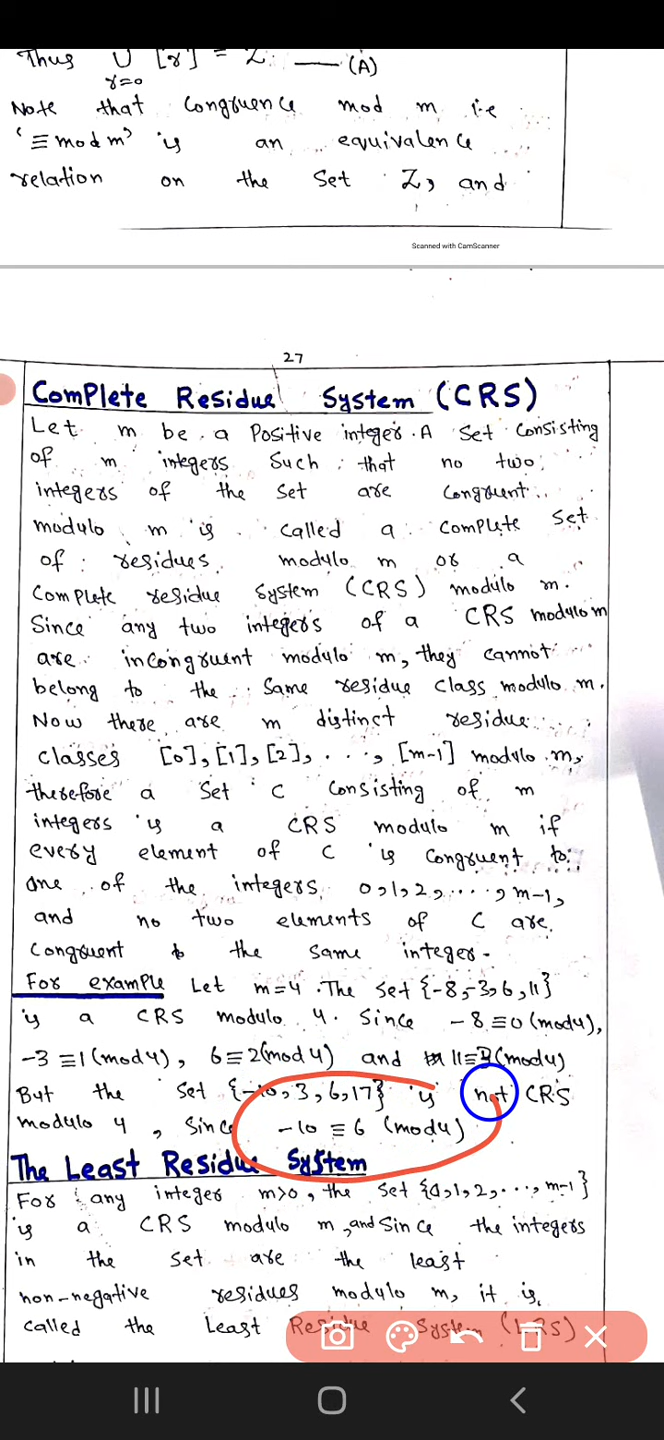 Thus ∪ [r] = Z. — (A)
r=0
Note that Congruence mod m i.e
'≡mod m' is an equivalence
relation on the Set Z, and
Scanned with CamScanner
27
Complete Residue System (CRS)
Let m be a Positive integer. A Set Consisting
of m integers Such that no two
integers of the Set are Congruent
modulo m is called a Complete Set
of residues modulo m or a
Complete residue System (CRS) modulo m.
Since any two integers of a CRS modulo m
are incongruent modulo m, they cannot
belong to the Same residue class modulo m.
Now there are m distinct residue
classes [0], [1], [2], . . . , [m-1] modulo m,
therefore a Set C Consisting of m
integers is a CRS modulo m if
every element of C is Congruent to
one of the integers 0,1,2,....,m-1,
and no two elements of C are
Congruent to the same integer.
For example Let m=4. The Set {-8,-3,6,11}
is a CRS modulo 4. Since -8≡0(mod4),
-3≡1(mod4), 6≡2(mod4) and 11≡3(mod4)
But the Set {-10,3,6,17} is not CRS
modulo 4, Since -10≡6 (mod4)
The Least Residue System
For any integer m>0, the Set {0,1,2,...,m-1}
is a CRS modulo m, and Since the integers
in the Set are the least
non-negative residues modulo m, it is
called the Least Residue System (LRS)